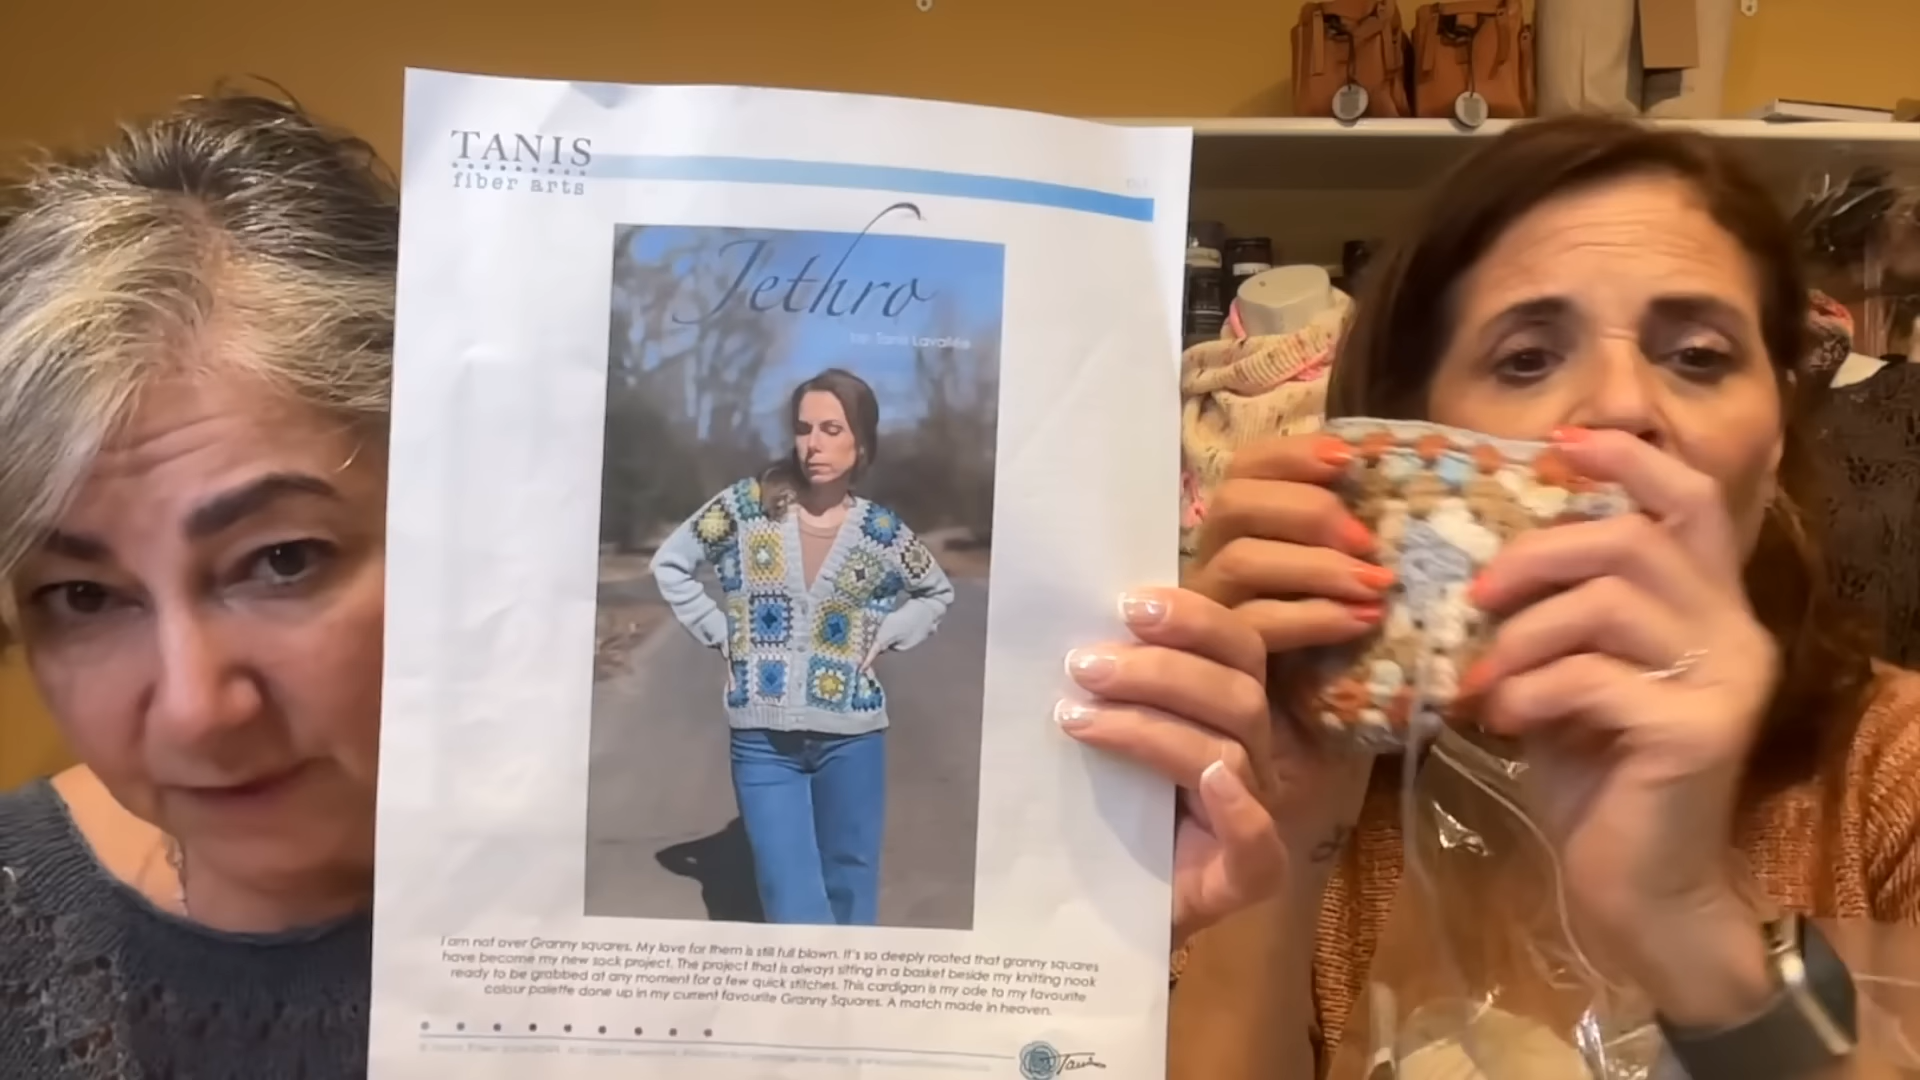 TANIS
fiber arts
Jethro
by: Tanis Lavallée
I am not over Granny squares. My love for them is still full blown. It's so deeply rooted that granny squares
have become my new sock project. The project that is always sitting in a basket beside my knitting nook
ready to be grabbed at any moment for a few quick stitches. This cardigan is my ode to my favourite
colour palette done up in my current favourite Granny Squares. A match made in heaven.
Tanis